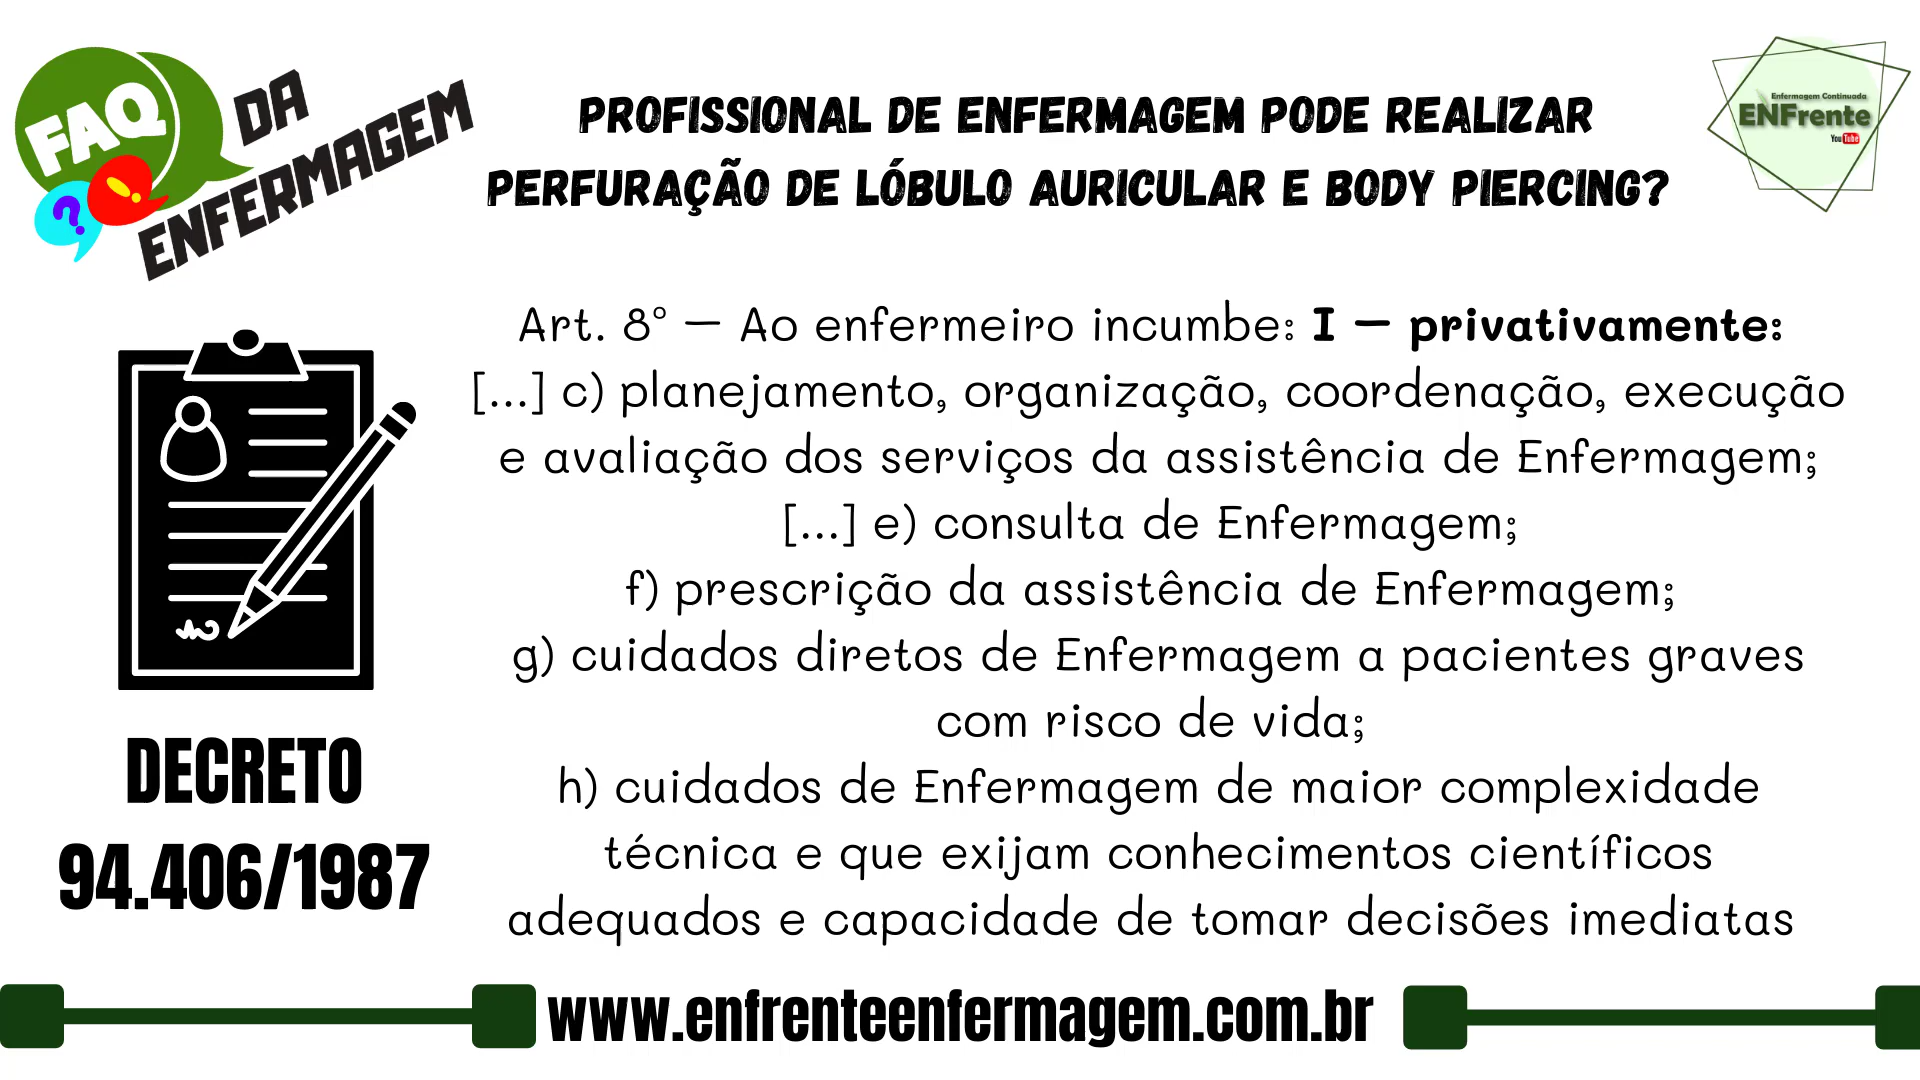 FAQ
DA
ENFERMAGEM
?
!
PROFISSIONAL DE ENFERMAGEM PODE REALIZAR
PERFURAÇÃO DE LÓBULO AURICULAR E BODY PIERCING?
Enfermagem Continuada
ENFrente
YouTube
Art. 8º – Ao enfermeiro incumbe: I – privativamente:
[...] c) planejamento, organização, coordenação, execução
e avaliação dos serviços da assistência de Enfermagem;
[...] e) consulta de Enfermagem;
f) prescrição da assistência de Enfermagem;
g) cuidados diretos de Enfermagem a pacientes graves
com risco de vida;
h) cuidados de Enfermagem de maior complexidade
técnica e que exijam conhecimentos científicos
adequados e capacidade de tomar decisões imediatas
DECRETO
94.406/1987
www.enfrenteenfermagem.com.br